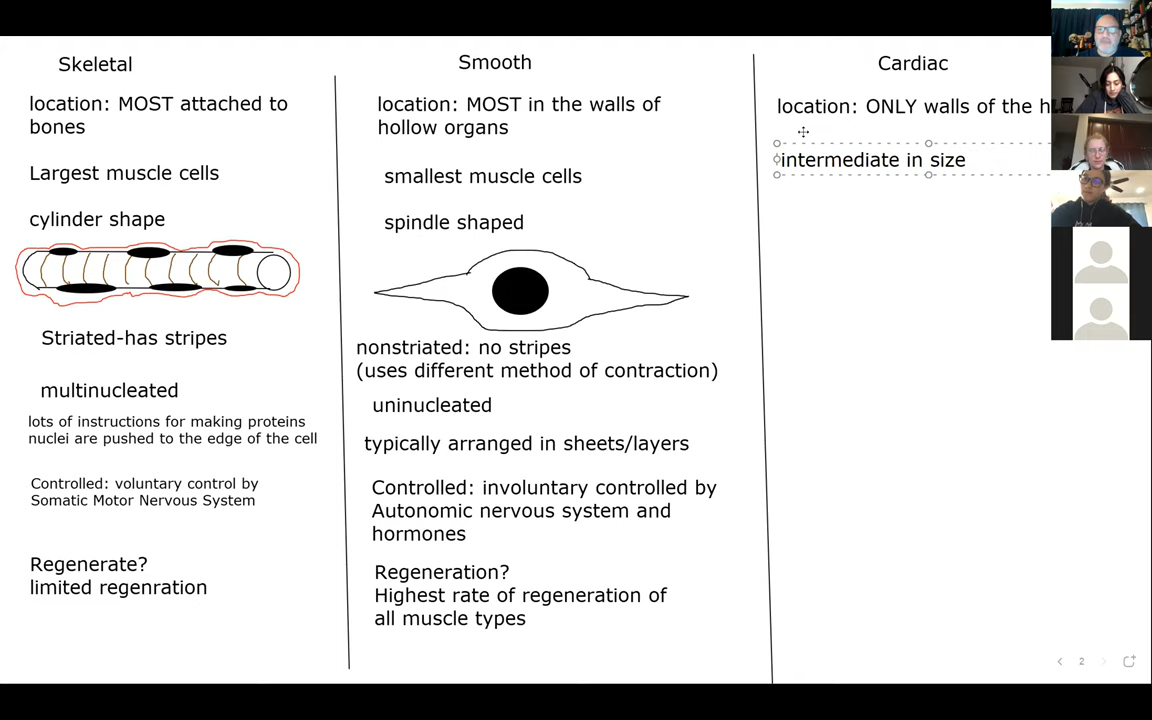 Skeletal
location: MOST attached to
bones
Largest muscle cells
cylinder shape
Striated-has stripes
multinucleated
lots of instructions for making proteins
nuclei are pushed to the edge of the cell
Controlled: voluntary control by
Somatic Motor Nervous System
Regenerate?
limited regenration
Smooth
location: MOST in the walls of
hollow organs
smallest muscle cells
spindle shaped
nonstriated: no stripes
(uses different method of contraction)
uninucleated
typically arranged in sheets/layers
Controlled: involuntary controlled by
Autonomic nervous system and
hormones
Regeneration?
Highest rate of regeneration of
all muscle types
Cardiac
location: ONLY walls of the
intermediate in size
2